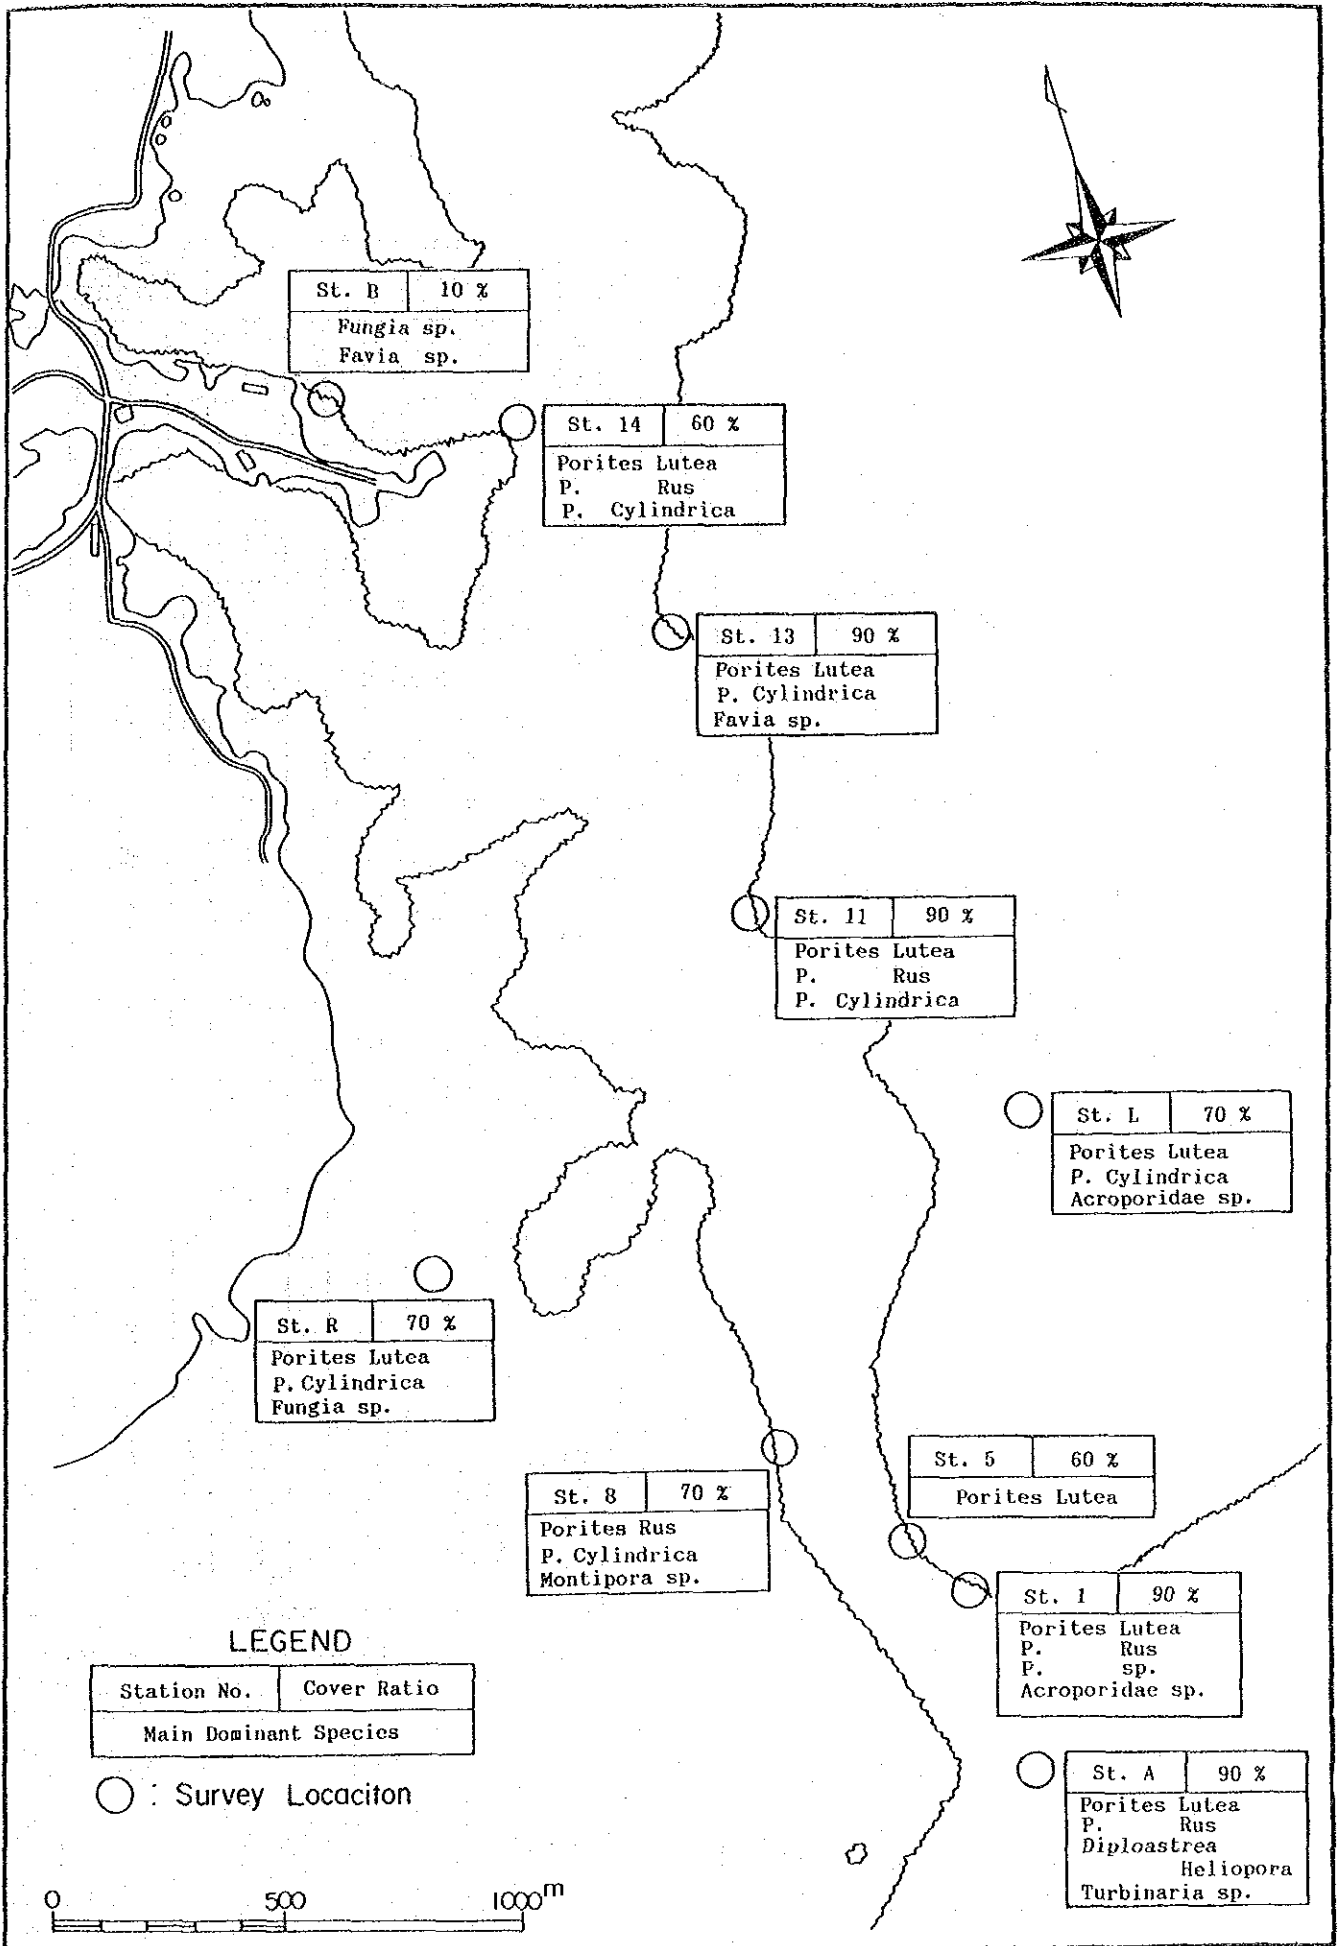 St. B 10 %
Fungia sp.
Favia sp.
St. 14 60 %
Porites Lutea
P. Rus
P. Cylindrica
St. 13 90 %
Porites Lutea
P. Cylindrica
Favia sp.
St. 11 90 %
Porites Lutea
P. Rus
P. Cylindrica
St. L 70 %
Porites Lutea
P. Cylindrica
Acroporidae sp.
St. R 70 %
Porites Lutea
P. Cylindrica
Fungia sp.
St. 5 60 %
Porites Lutea
St. 8 70 %
Porites Rus
P. Cylindrica
Montipora sp.
St. 1 90 %
Porites Lutea
P. Rus
P. sp.
Acroporidae sp.
LEGEND
Station No. Cover Ratio
Main Dominant Species
: Survey Locaciton
St. A 90 %
Porites Lutea
P. Rus
Diploastrea
Heliopora
Turbinaria sp.
0 500 1000m